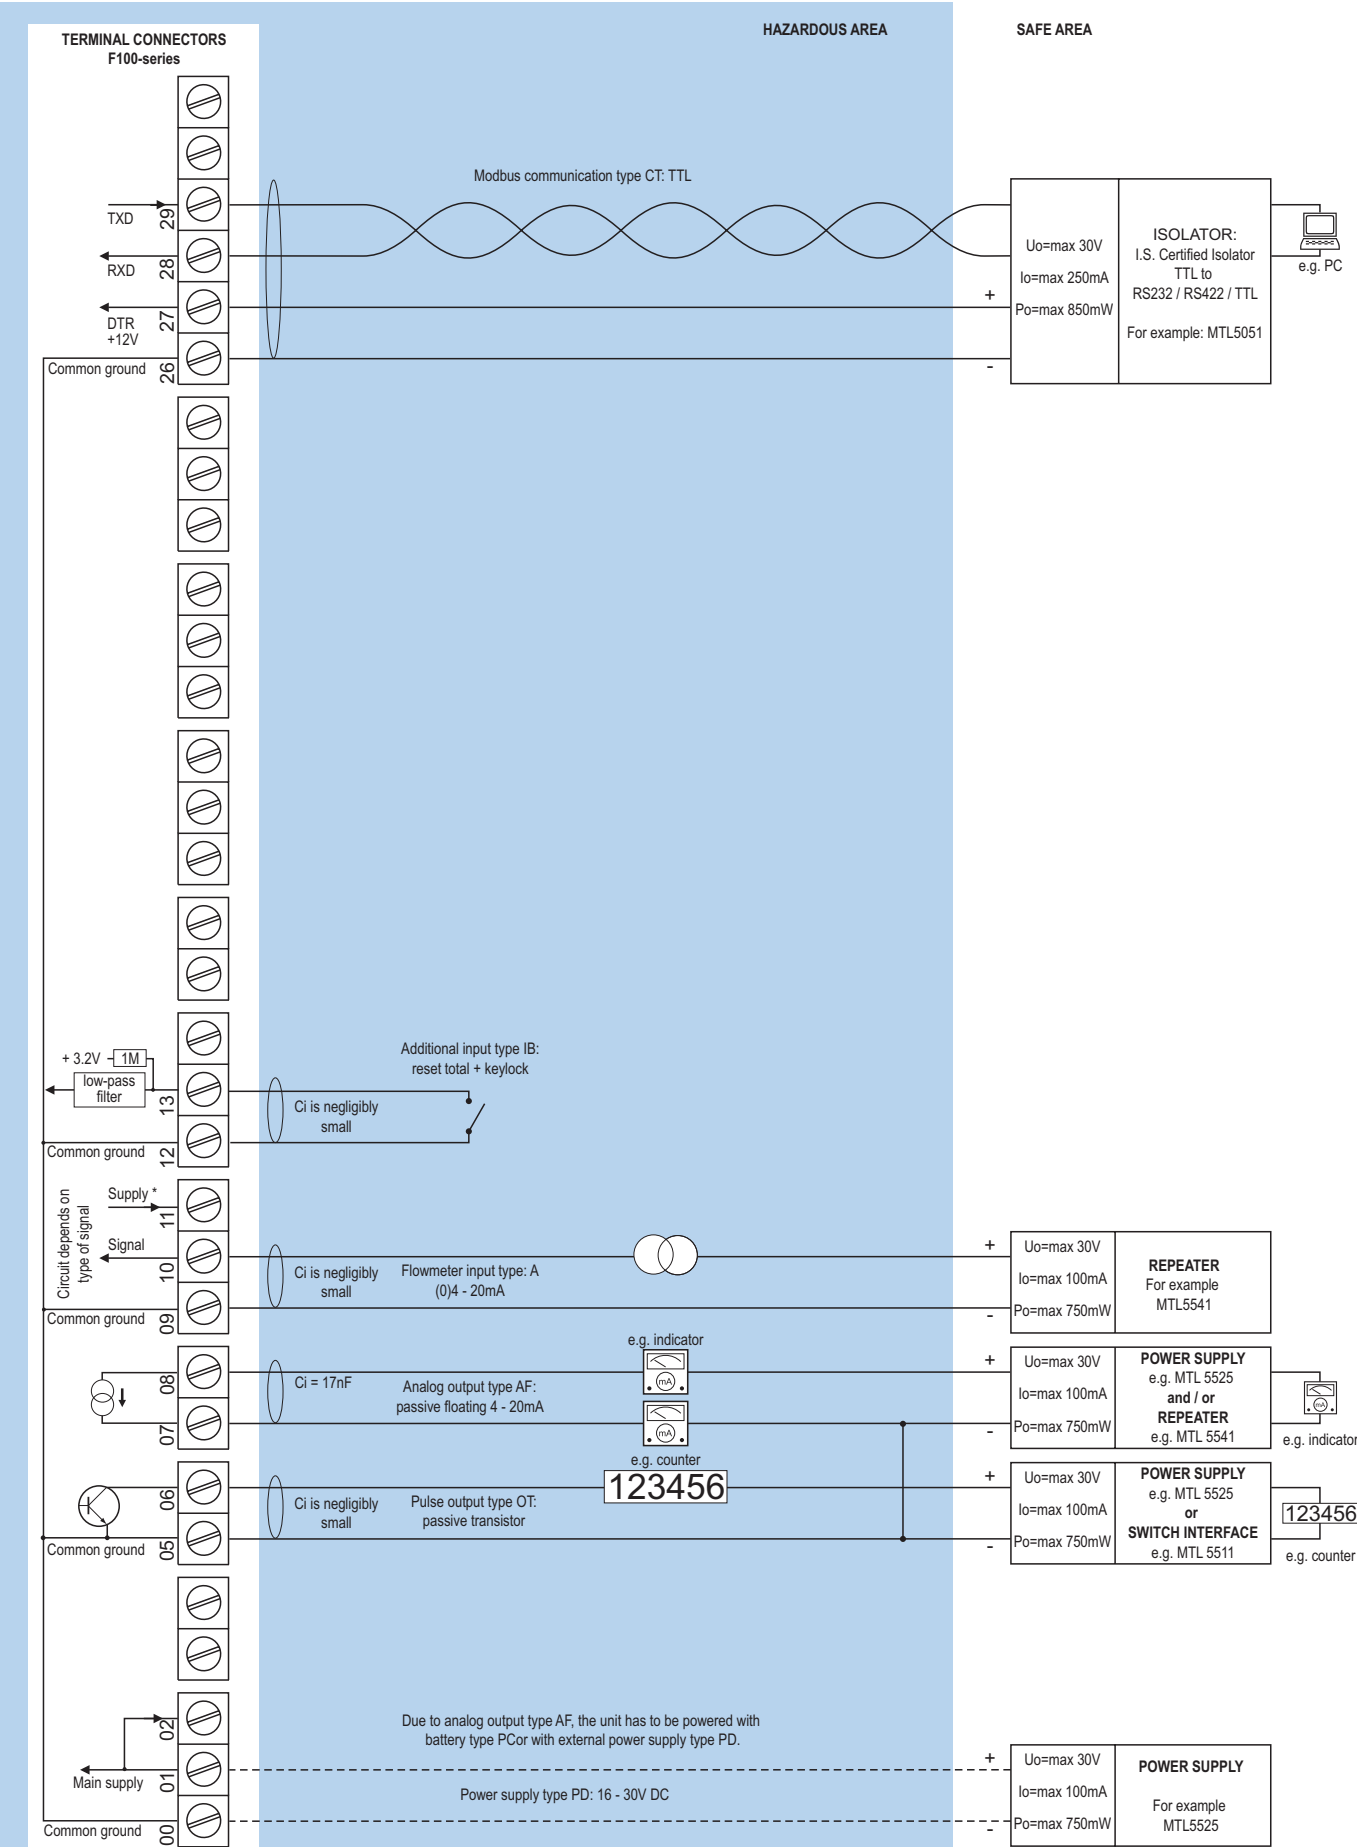 HAZARDOUS AREA
SAFE AREA
TERMINAL CONNECTORS
F100-series
Modbus communication type CT: TTL
TXD
29
RXD
28
DTR
+12V
27
Common ground
26
+
-
Uo=max 30V
Io=max 250mA
Po=max 850mW
ISOLATOR:
I.S. Certified Isolator
TTL to
RS232 / RS422 / TTL
For example: MTL5051
e.g. PC
+ 3.2V
1M
low-pass
filter
13
Common ground
12
Ci is negligibly
small
Additional input type IB:
reset total + keylock
Circuit depends on
type of signal
Supply *
11
Signal
10
Common ground
09
Ci is negligibly
small
Flowmeter input type: A
(0)4 - 20mA
+
-
Uo=max 30V
Io=max 100mA
Po=max 750mW
REPEATER
For example
MTL5541
08
07
Ci = 17nF
Analog output type AF:
passive floating 4 - 20mA
e.g. indicator
mA
mA
+
-
Uo=max 30V
Io=max 100mA
Po=max 750mW
POWER SUPPLY
e.g. MTL 5525
and / or
REPEATER
e.g. MTL 5541
mA
e.g. indicator
06
Common ground
05
Ci is negligibly
small
Pulse output type OT:
passive transistor
e.g. counter
123456
+
-
Uo=max 30V
Io=max 100mA
Po=max 750mW
POWER SUPPLY
e.g. MTL 5525
or
SWITCH INTERFACE
e.g. MTL 5511
123456
e.g. counter
02
Main supply
01
Common ground
00
Due to analog output type AF, the unit has to be powered with
battery type PCor with external power supply type PD.
Power supply type PD: 16 - 30V DC
+
-
Uo=max 30V
Io=max 100mA
Po=max 750mW
POWER SUPPLY
For example
MTL5525